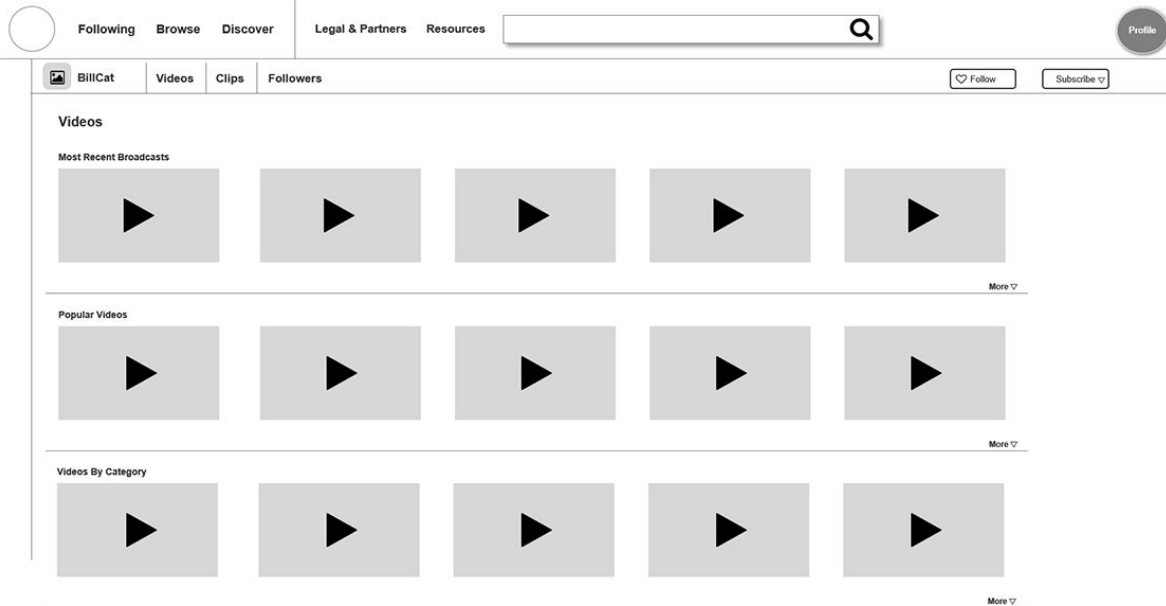 Following Browse Discover Legal & Partners Resources Profile
BillCat Videos Clips Followers Follow Subscribe
Videos
Most Recent Broadcasts
More
Popular Videos
More
Videos By Category
More